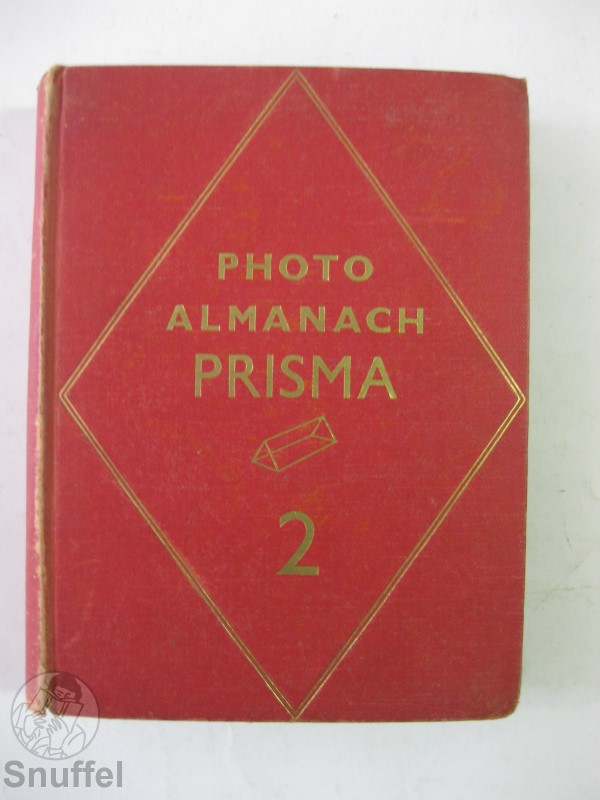 PHOTO
ALMANACH
PRISMA
2
Snuffel